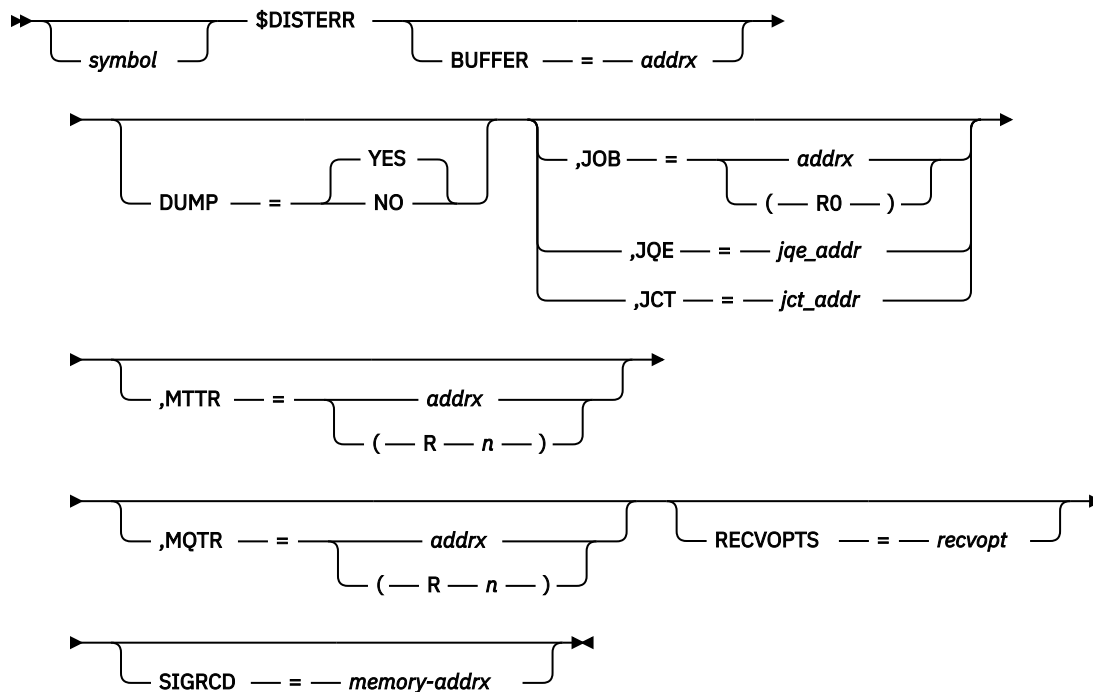 $DISTERR
symbol BUFFER = addrx
YES ,JOB = addrx
DUMP = NO ( R0 )
,JQE = jqe_addr
,JCT = jct_addr
,MTTR = addrx
( R n )
,MQTR = addrx RECVOPTS = recvopt
( R n )
SIGRCD = memory-addrx